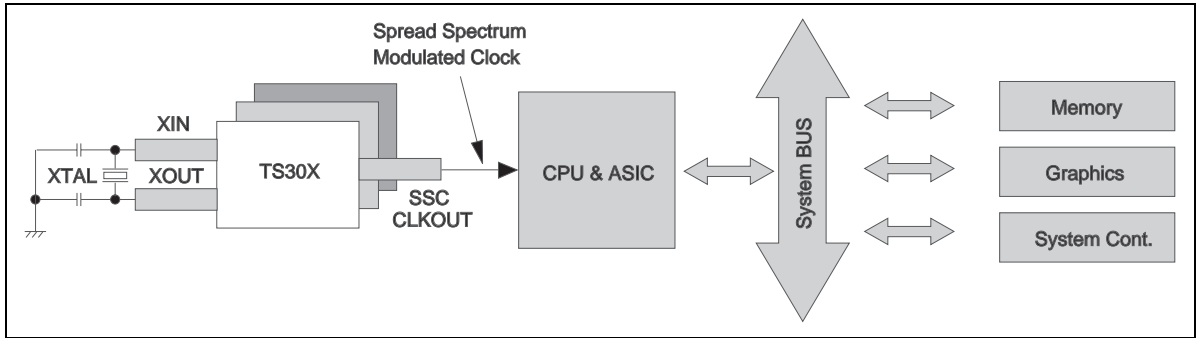 Spread Spectrum
Modulated Clock
XIN
XTAL
XOUT
TS30X
SSC
CLKOUT
CPU & ASIC
System BUS
Memory
Graphics
System Cont.